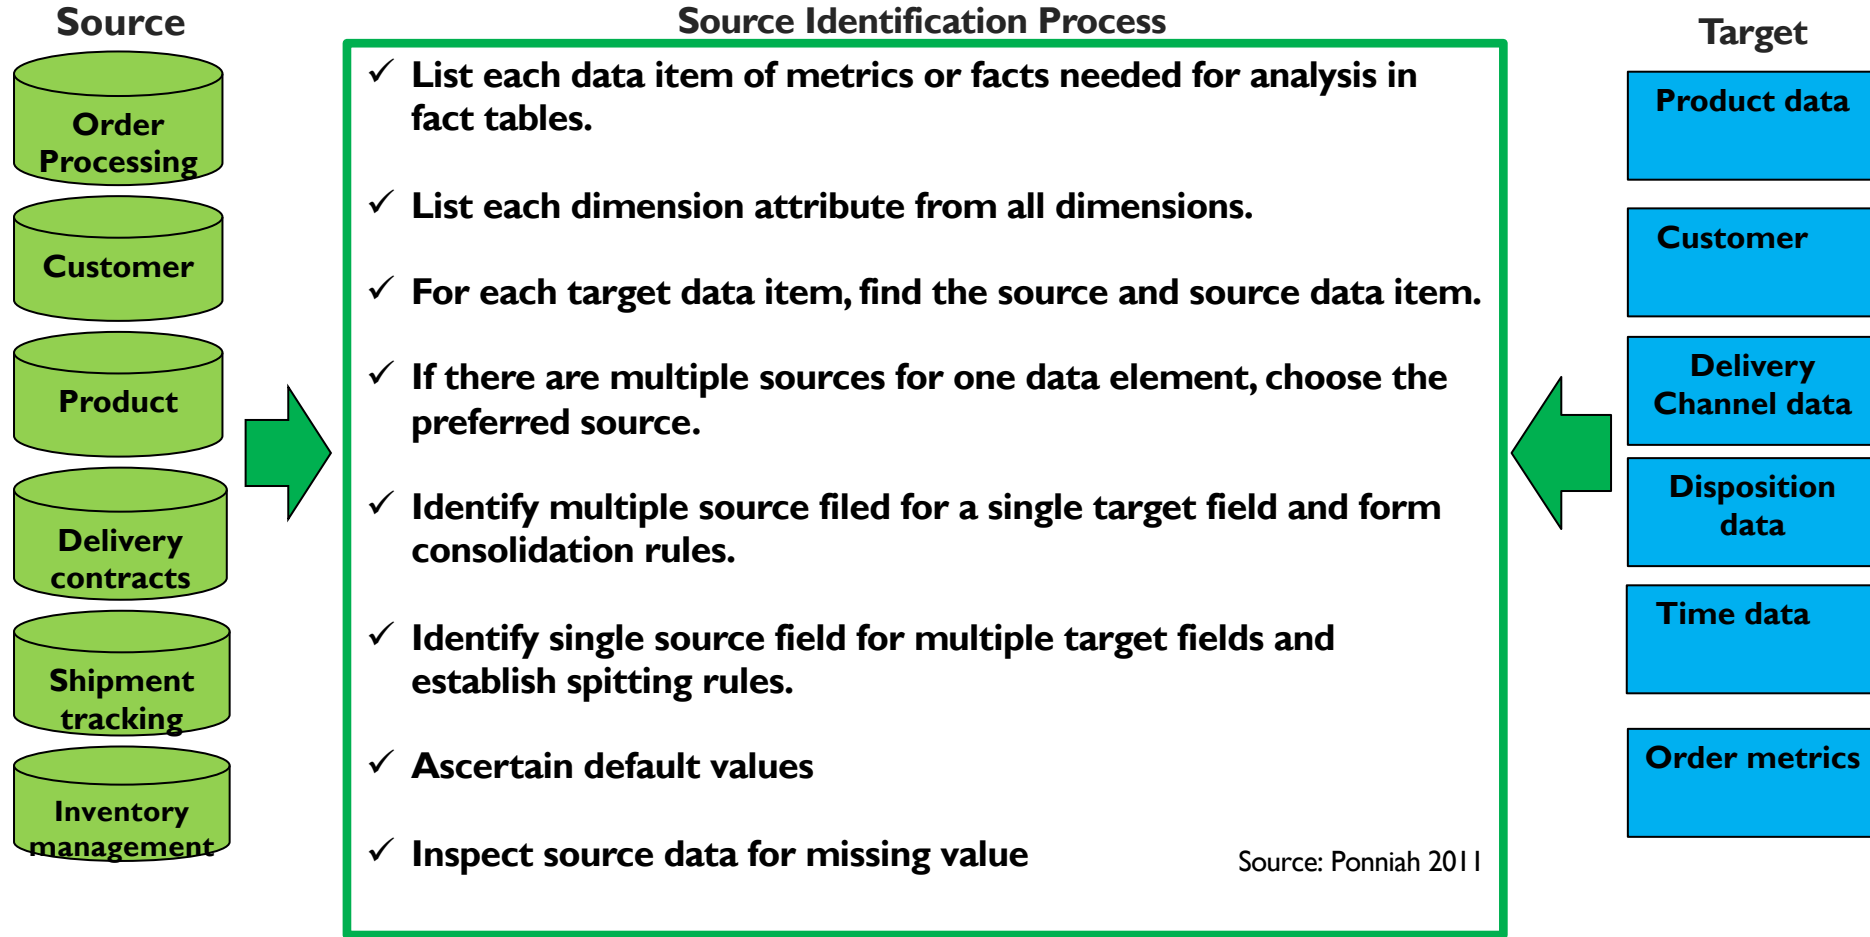 Source
Order
Processing
Customer
Product
Delivery
contracts
Shipment
tracking
Inventory
management
Source Identification Process
✓ List each data item of metrics or facts needed for analysis in
fact tables.
✓ List each dimension attribute from all dimensions.
✓ For each target data item, find the source and source data item.
✓ If there are multiple sources for one data element, choose the
preferred source.
✓ Identify multiple source filed for a single target field and form
consolidation rules.
✓ Identify single source field for multiple target fields and
establish spitting rules.
✓ Ascertain default values
✓ Inspect source data for missing value
Source: Ponniah 2011
Target
Product data
Customer
Delivery
Channel data
Disposition
data
Time data
Order metrics